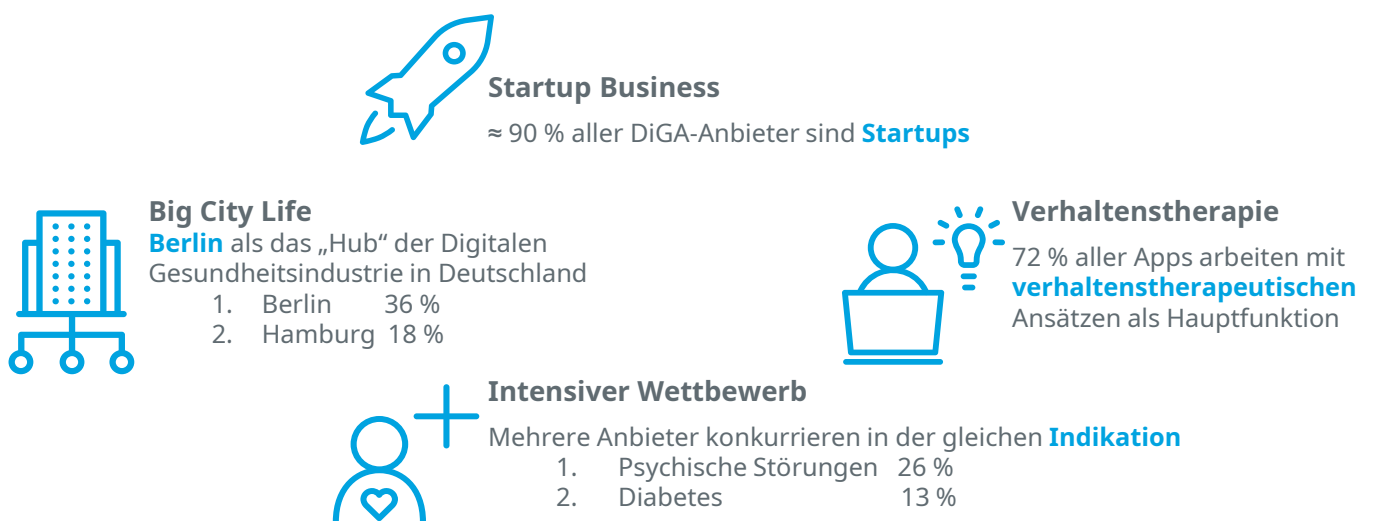 Startup Business
≈ 90 % aller DiGA-Anbieter sind Startups
Big City Life
Berlin als das „Hub“ der Digitalen
Gesundheitsindustrie in Deutschland
1. Berlin 36 %
2. Hamburg 18 %
Verhaltenstherapie
72 % aller Apps arbeiten mit
verhaltenstherapeutischen
Ansätzen als Hauptfunktion
Intensiver Wettbewerb
Mehrere Anbieter konkurrieren in der gleichen Indikation
1. Psychische Störungen 26 %
2. Diabetes 13 %